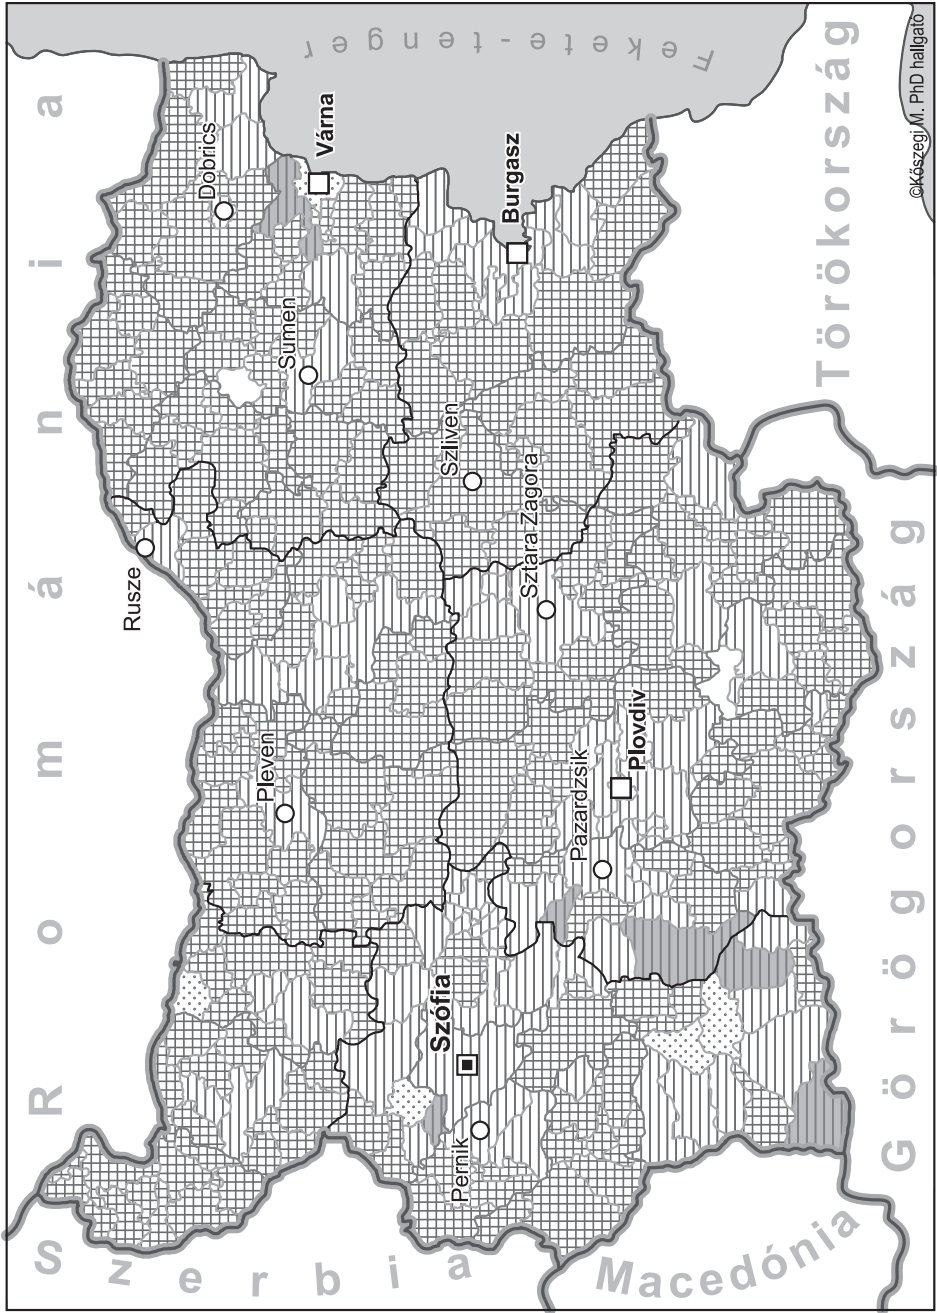 Románia
Szerbia
Macedónia
Görögország
Törökország
Fekete-tenger
Dobrics
Várna
Sumen
Rusze
Burgasz
Szliven
Sztara Zagora
Pleven
Plovdiv
Pazardzsik
Szófia
Pernik
©Kőszegi M. PhD hallgató